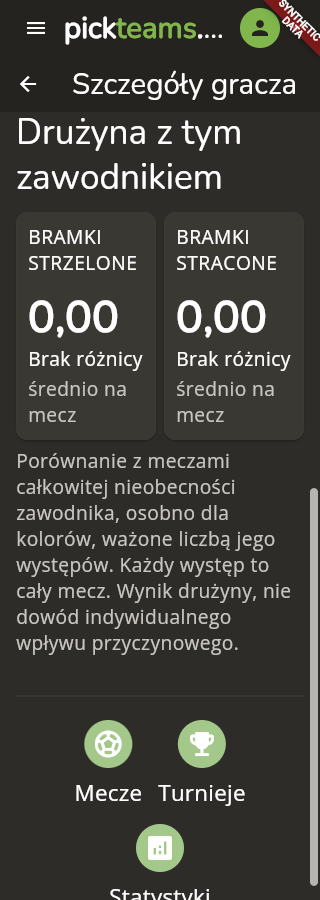 pickteams....
SYNTHETIC
DATA
Szczegóły gracza
Drużyna z tym
zawodnikiem
BRAMKI
STRZELONE
0,00
Brak różnicy
średnio na
mecz
BRAMKI
STRACONE
0,00
Brak różnicy
średnio na
mecz
Porównanie z meczami
całkowitej nieobecności
zawodnika, osobno dla
kolorów, ważone liczbą jego
występów. Każdy występ to
cały mecz. Wynik drużyny, nie
dowód indywidualnego
wpływu przyczynowego.
Mecze
Turnieje
Statystyki